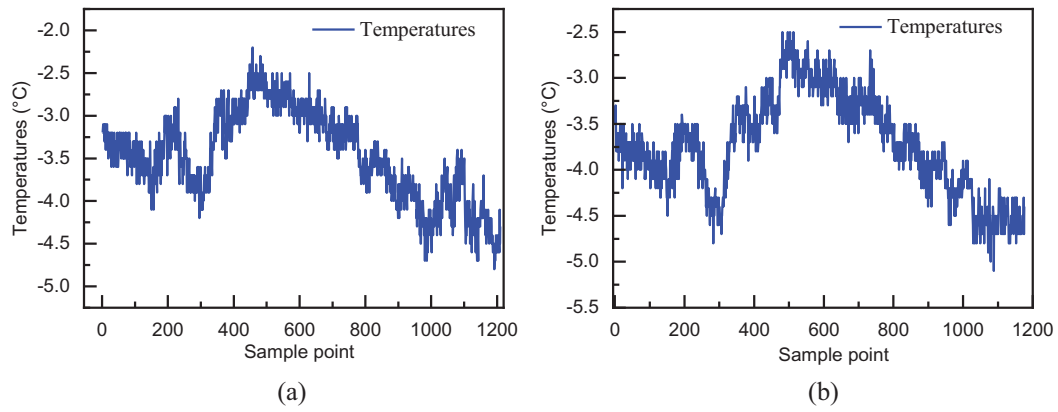 Temperatures
Temperatures (°C)
-2.0
-2.5
-3.0
-3.5
-4.0
-4.5
-5.0
0 200 400 600 800 1000 1200
Sample point
(a)
Temperatures
Temperatures (°C)
-2.5
-3.0
-3.5
-4.0
-4.5
-5.0
-5.5
0 200 400 600 800 1000 1200
Sample point
(b)